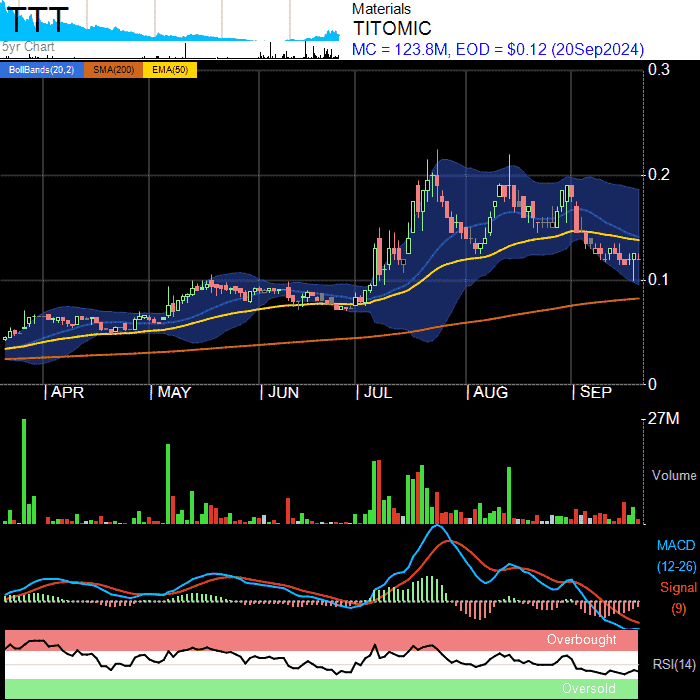 TTT
5yr Chart
Materials
TITOMIC
MC = 123.8M, EOD = $0.12 (20Sep2024)
BollBands(20,2) SMA(200) EMA(50)
0.3
0.2
0.1
0
APR MAY JUN JUL AUG SEP
27M
Volume
MACD
(12-26)
Signal
(9)
Overbought
RSI(14)
Oversold